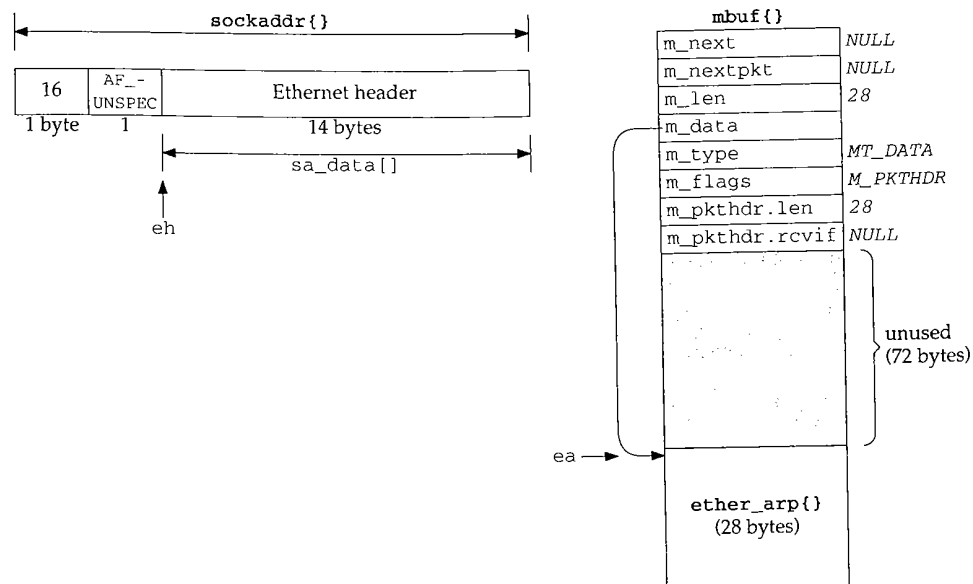 sockaddr{}
16
AF_-
UNSPEC
Ethernet header
1 byte
1
14 bytes
sa_data[]
eh
mbuf{}
m_next NULL
m_nextpkt NULL
m_len 28
m_data
m_type MT_DATA
m_flags M_PKTHDR
m_pkthdr.len 28
m_pkthdr.rcvif NULL
unused
(72 bytes)
ea
ether_arp{}
(28 bytes)